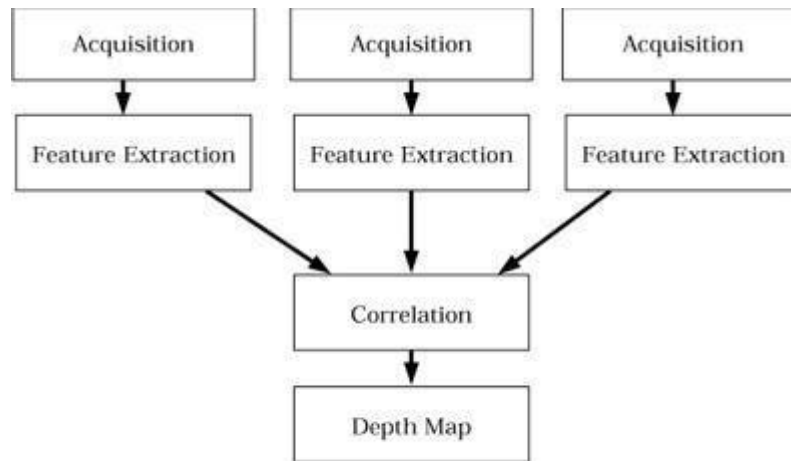 Acquisition
Acquisition
Acquisition
Feature Extraction
Feature Extraction
Feature Extraction
Correlation
Depth Map